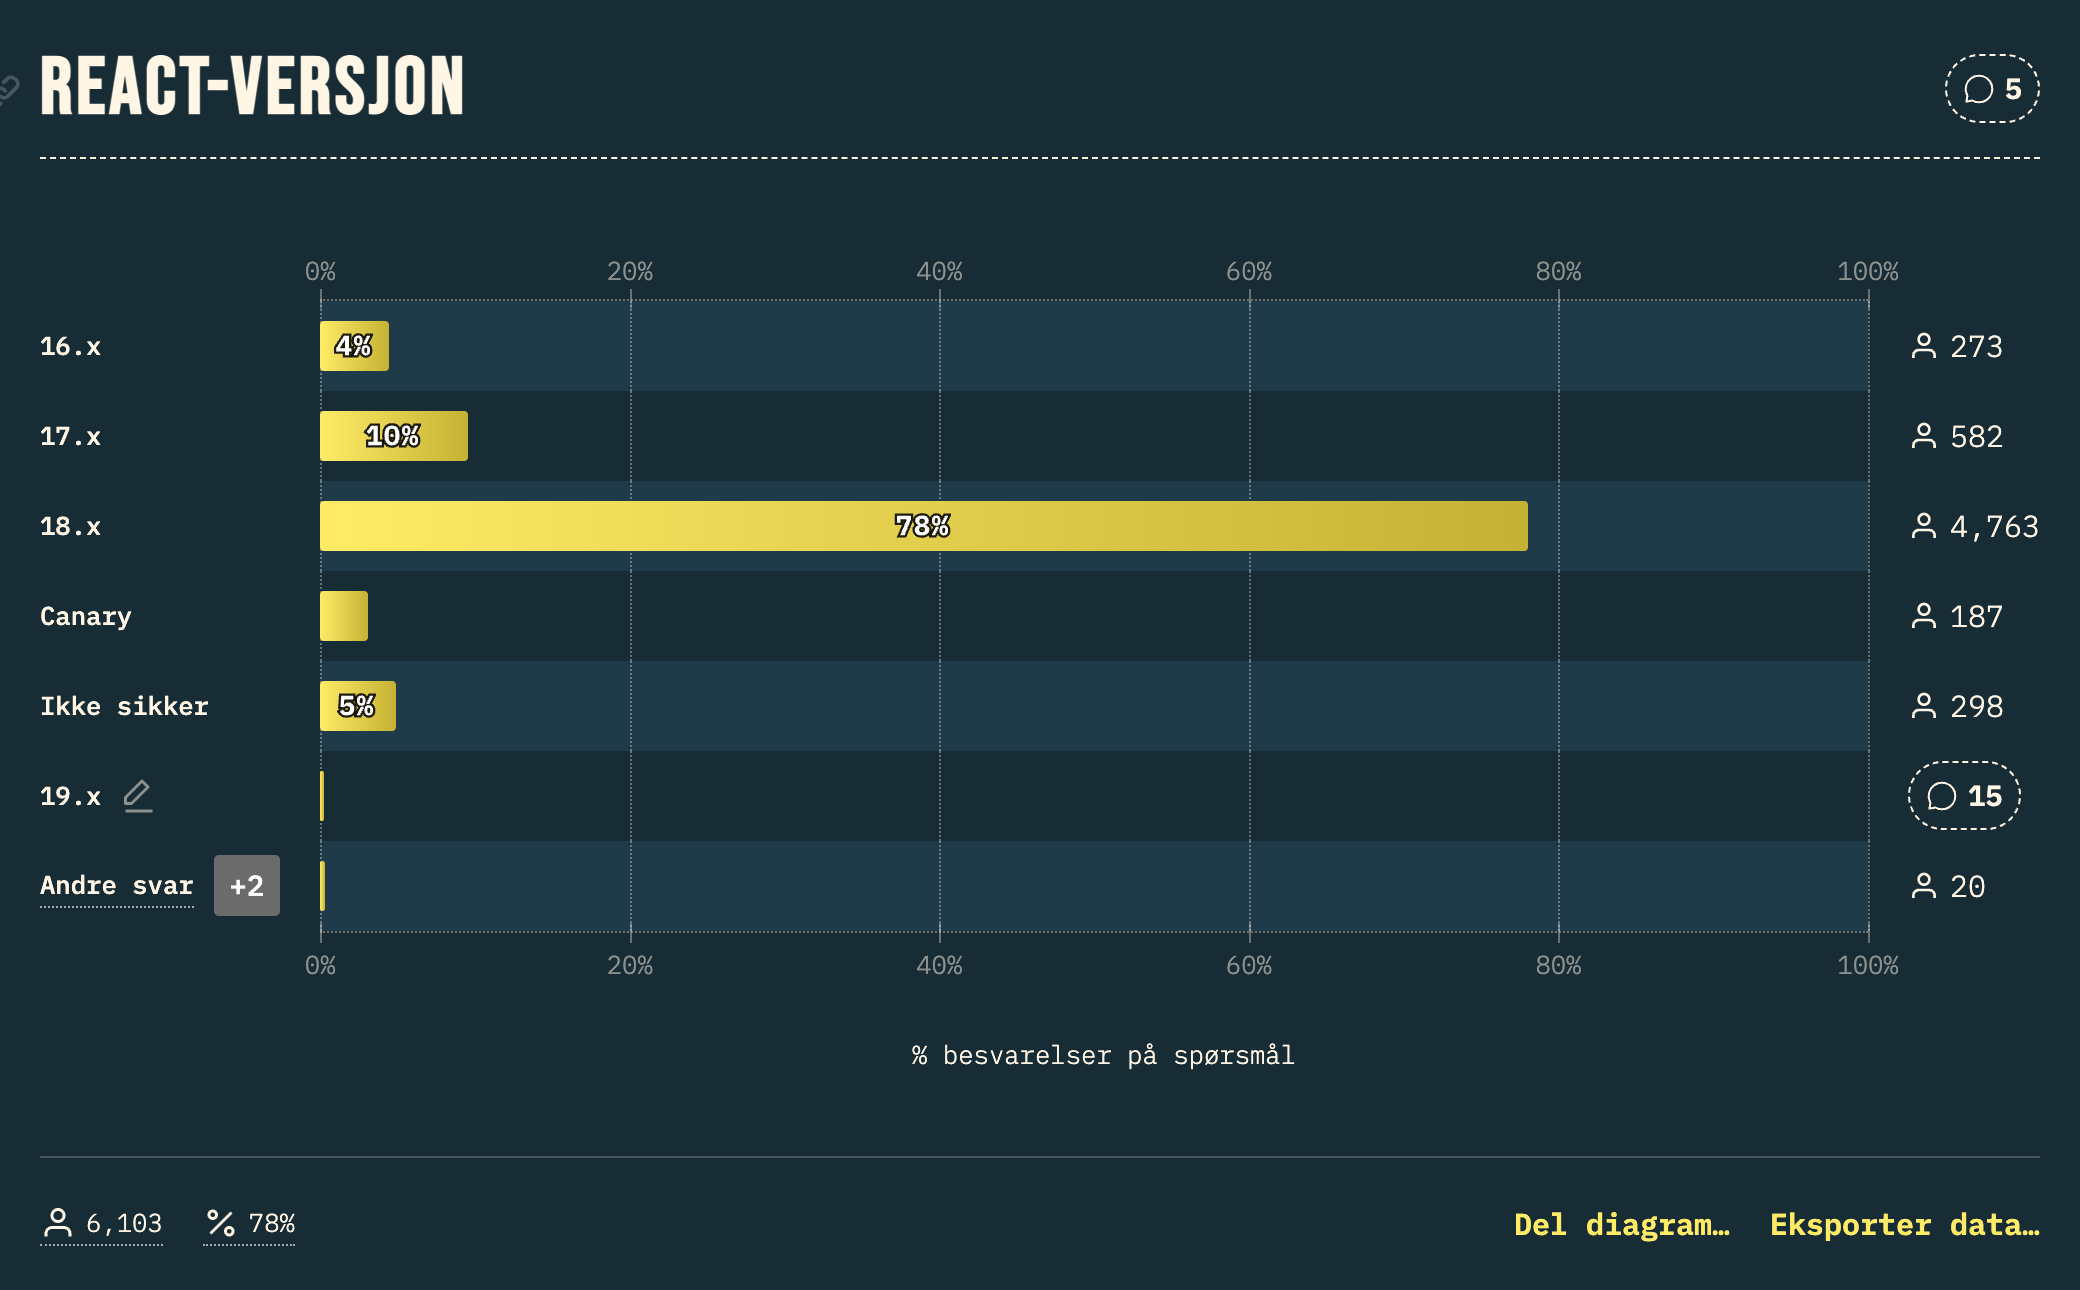 REACT-VERSJON
5
0% 20% 40% 60% 80% 100%
16.x 4% 273
17.x 10% 582
18.x 78% 4,763
Canary 187
Ikke sikker 5% 298
19.x 15
Andre svar +2 20
0% 20% 40% 60% 80% 100%
% besvarelser på spørsmål
6,103 % 78% Del diagram… Eksporter data…